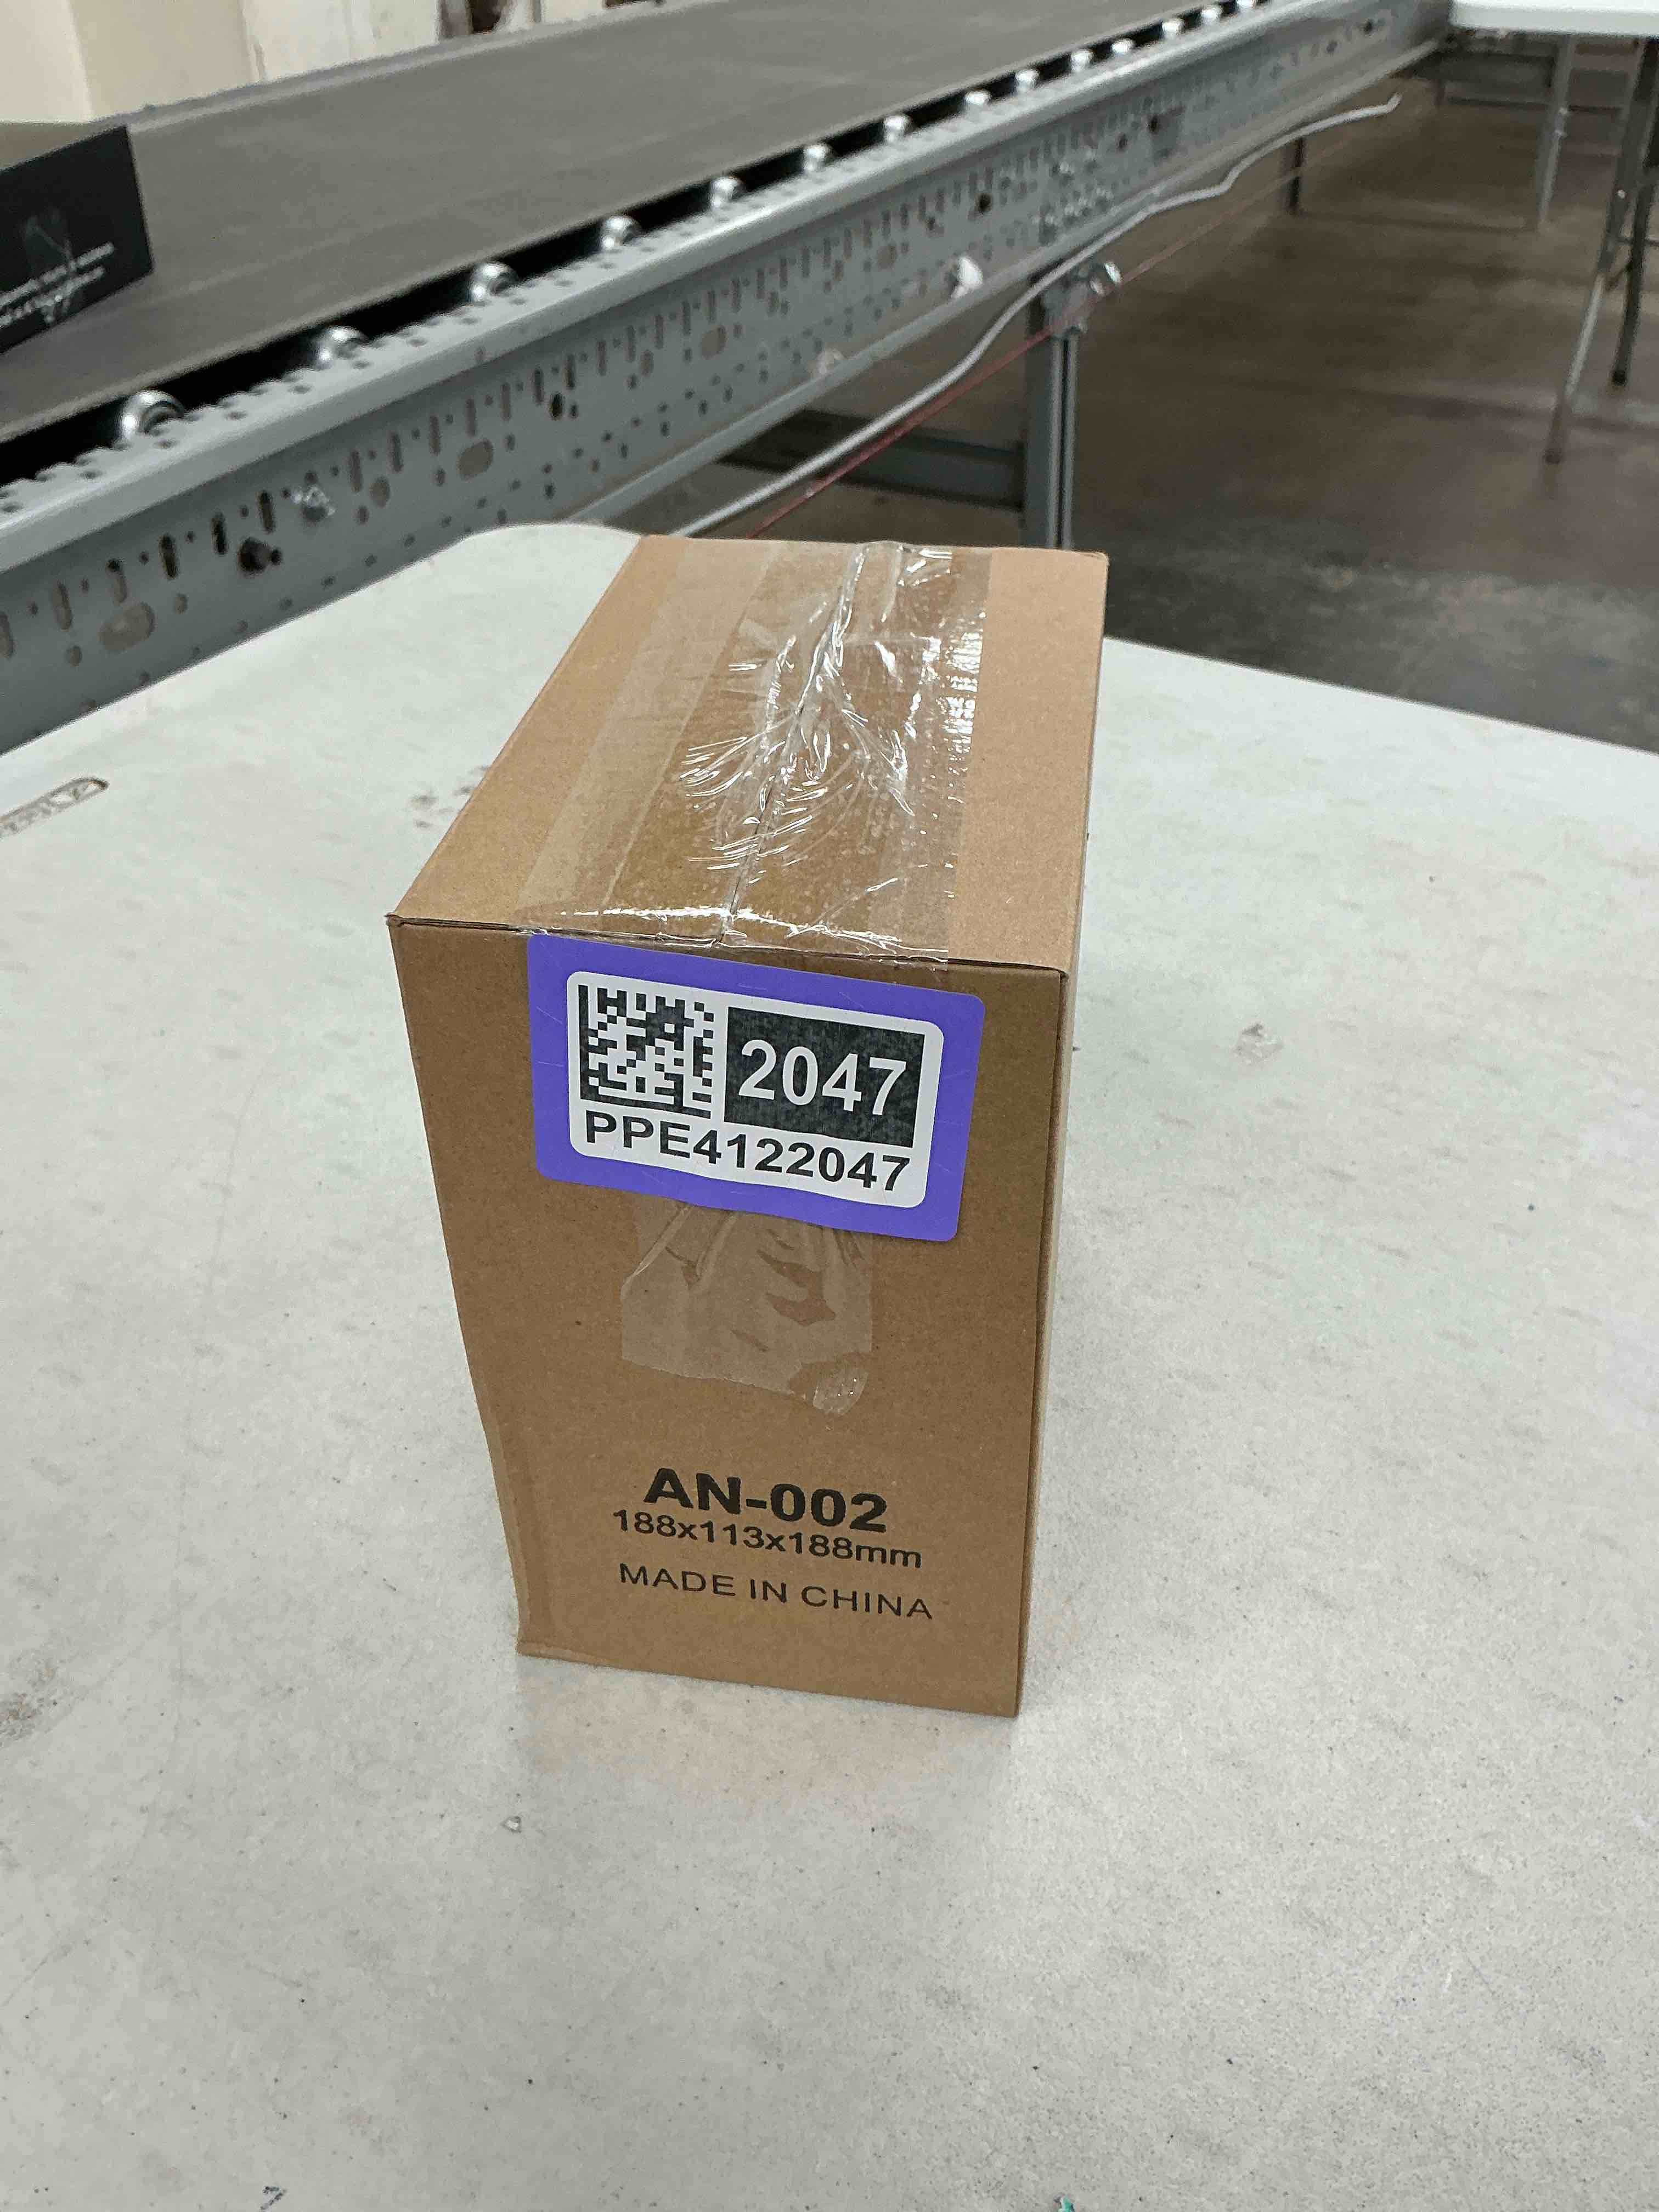 2047
PPE4122047
AN-002
188x113x188mm
MADE IN CHINA